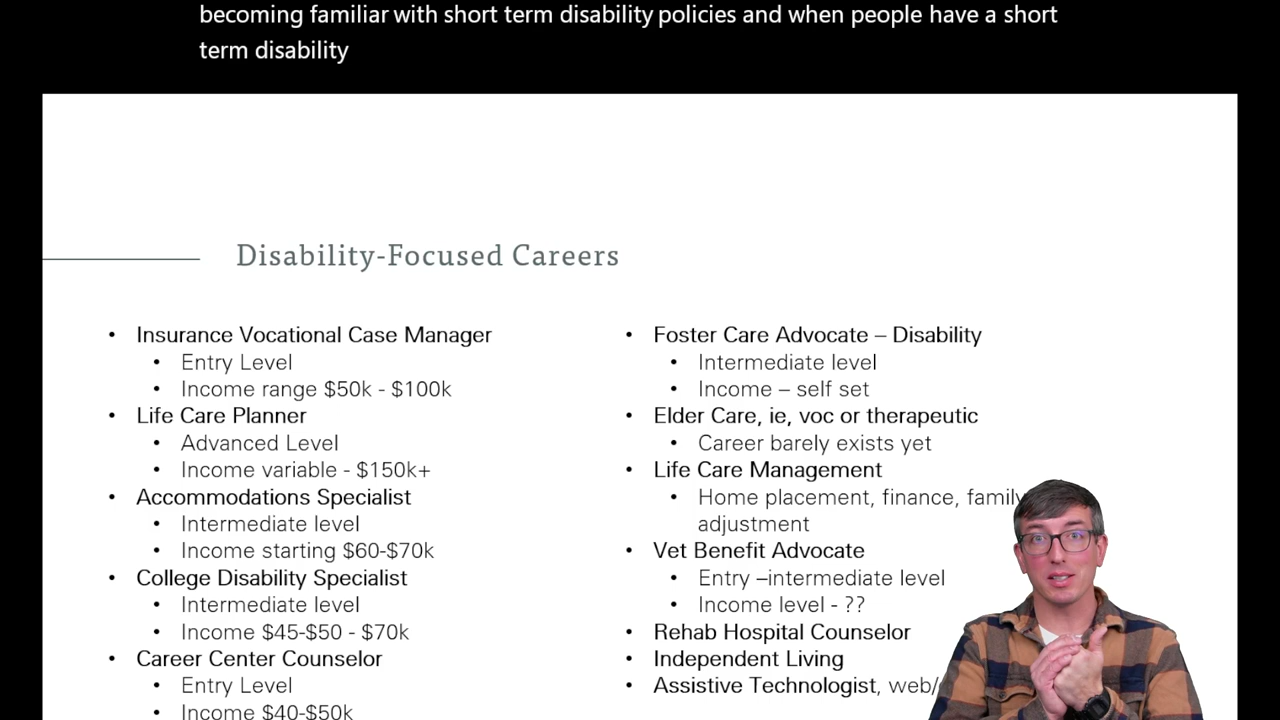 becoming familiar with short term disability policies and when people have a short
term disability
Disability-Focused Careers
• Insurance Vocational Case Manager
• Entry Level
• Income range $50k - $100k
• Life Care Planner
• Advanced Level
• Income variable - $150k+
• Accommodations Specialist
• Intermediate level
• Income starting $60-$70k
• College Disability Specialist
• Intermediate level
• Income $45-$50 - $70k
• Career Center Counselor
• Entry Level
• Income $40-$50k
• Foster Care Advocate – Disability
• Intermediate level
• Income – self set
• Elder Care, ie, voc or therapeutic
• Career barely exists yet
• Life Care Management
• Home placement, finance, family
adjustment
• Vet Benefit Advocate
• Entry –intermediate level
• Income level - ??
• Rehab Hospital Counselor
• Independent Living
• Assistive Technologist, web/